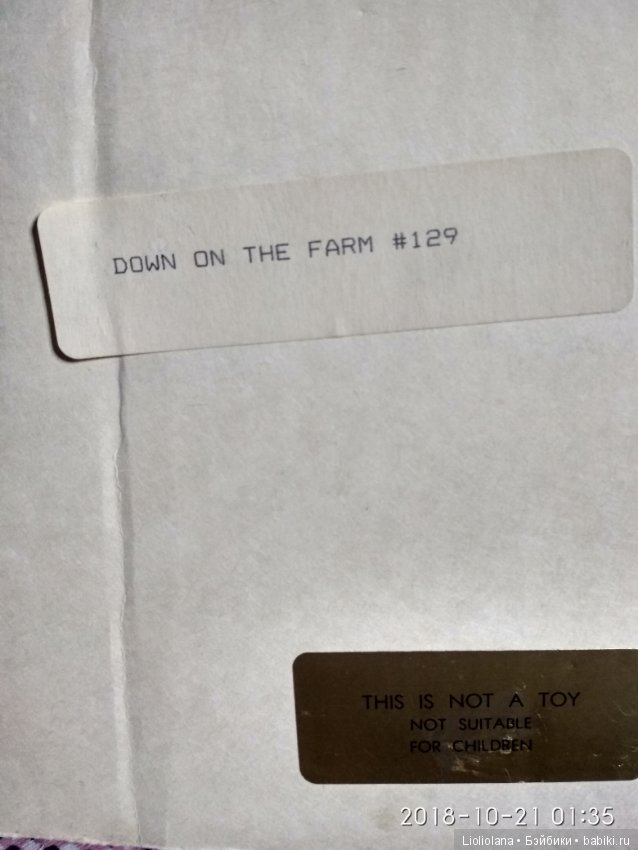 DOWN ON THE FARM #129
THIS IS NOT A TOY
NOT SUITABLE
FOR CHILDREN
2018-10-21 01:35
Lioliolana • Бэйбики • babiki.ru